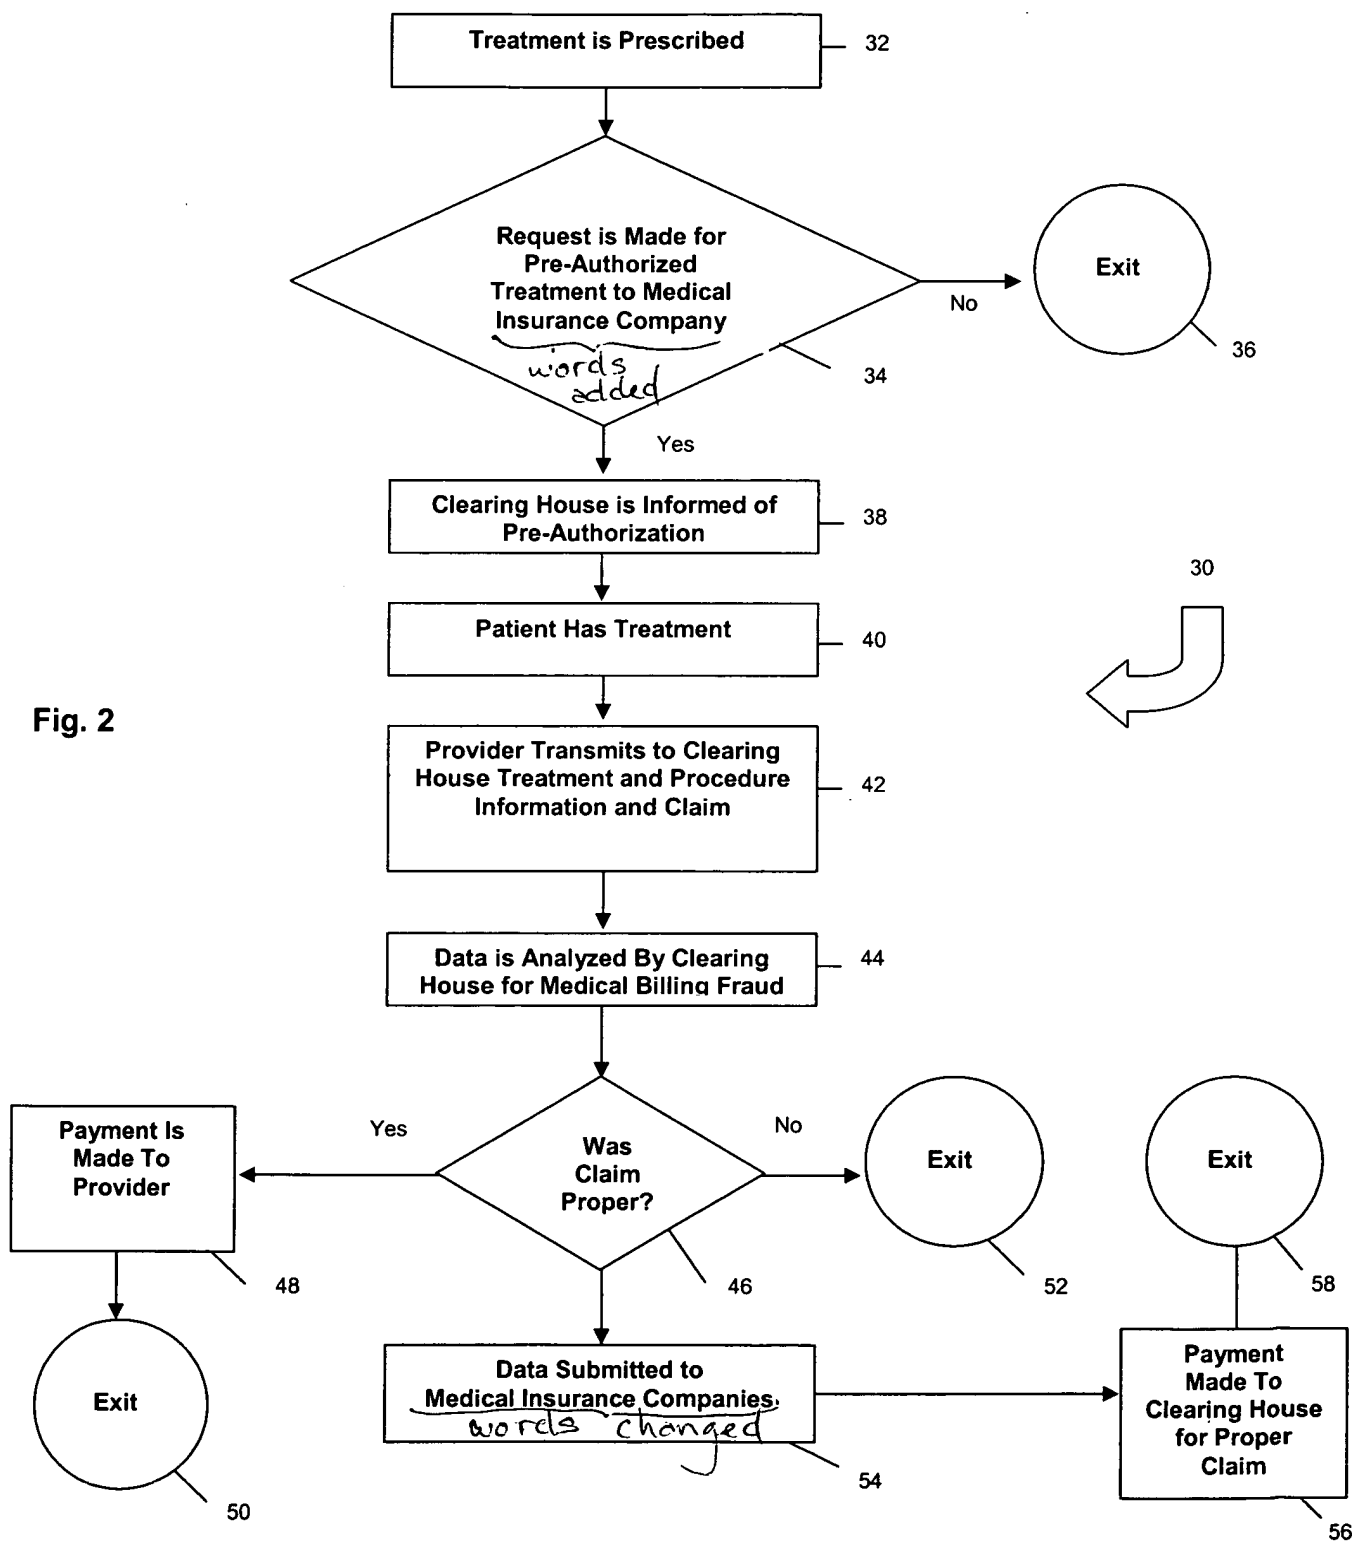 Treatment is Prescribed
32
Request is Made for
Pre-Authorized
Treatment to Medical
Insurance Company
words
added
34
No
Exit
36
Yes
Clearing House is Informed of
Pre-Authorization
38
30
Patient Has Treatment
40
Fig. 2
Provider Transmits to Clearing
House Treatment and Procedure
Information and Claim
42
Data is Analyzed By Clearing
House for Medical Billing Fraud
44
Payment Is
Made To
Provider
48
Yes
Was
Claim
Proper?
46
No
Exit
52
Exit
58
Exit
50
Data Submitted to
Medical Insurance Companies.
words changed
54
Payment
Made To
Clearing House
for Proper
Claim
56